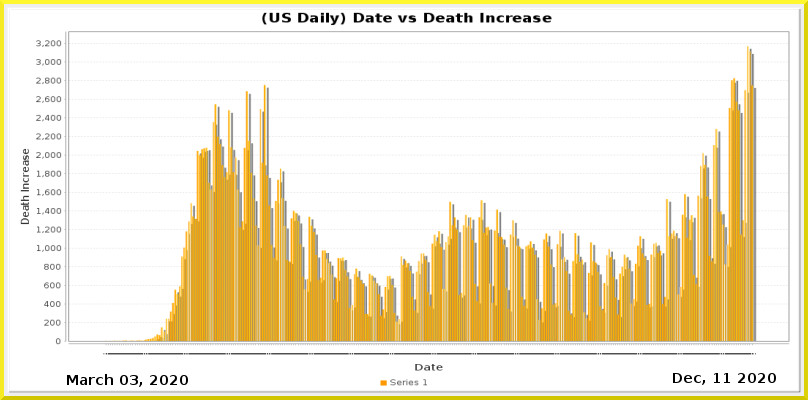 (US Daily) Date vs Death Increase
3,200
3,000
2,800
2,600
2,400
2,200
2,000
1,800
1,600
1,400
1,200
1,000
800
600
400
200
0
Death Increase
Date
March 03, 2020
Dec, 11 2020
Series 1